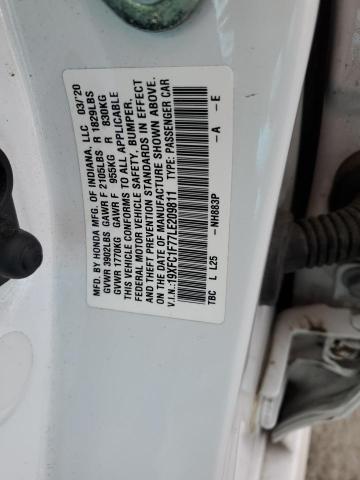 MFD. BY HONDA MFG. OF INDIANA, LLC 03/'20
GVWR 3902LBS GAWR F 2105LBS R 1829LBS
GVWR 1770KG GAWR F 955KG R 830KG
THIS VEHICLE CONFORMS TO ALL APPLICABLE
FEDERAL MOTOR VEHICLE SAFETY, BUMPER,
AND THEFT PREVENTION STANDARDS IN EFFECT
ON THE DATE OF MANUFACTURE SHOWN ABOVE.
V.I.N.:19XFC1F77LE209811 TYPE: PASSENGER CAR
TBC L L25 -NH883P -A -E